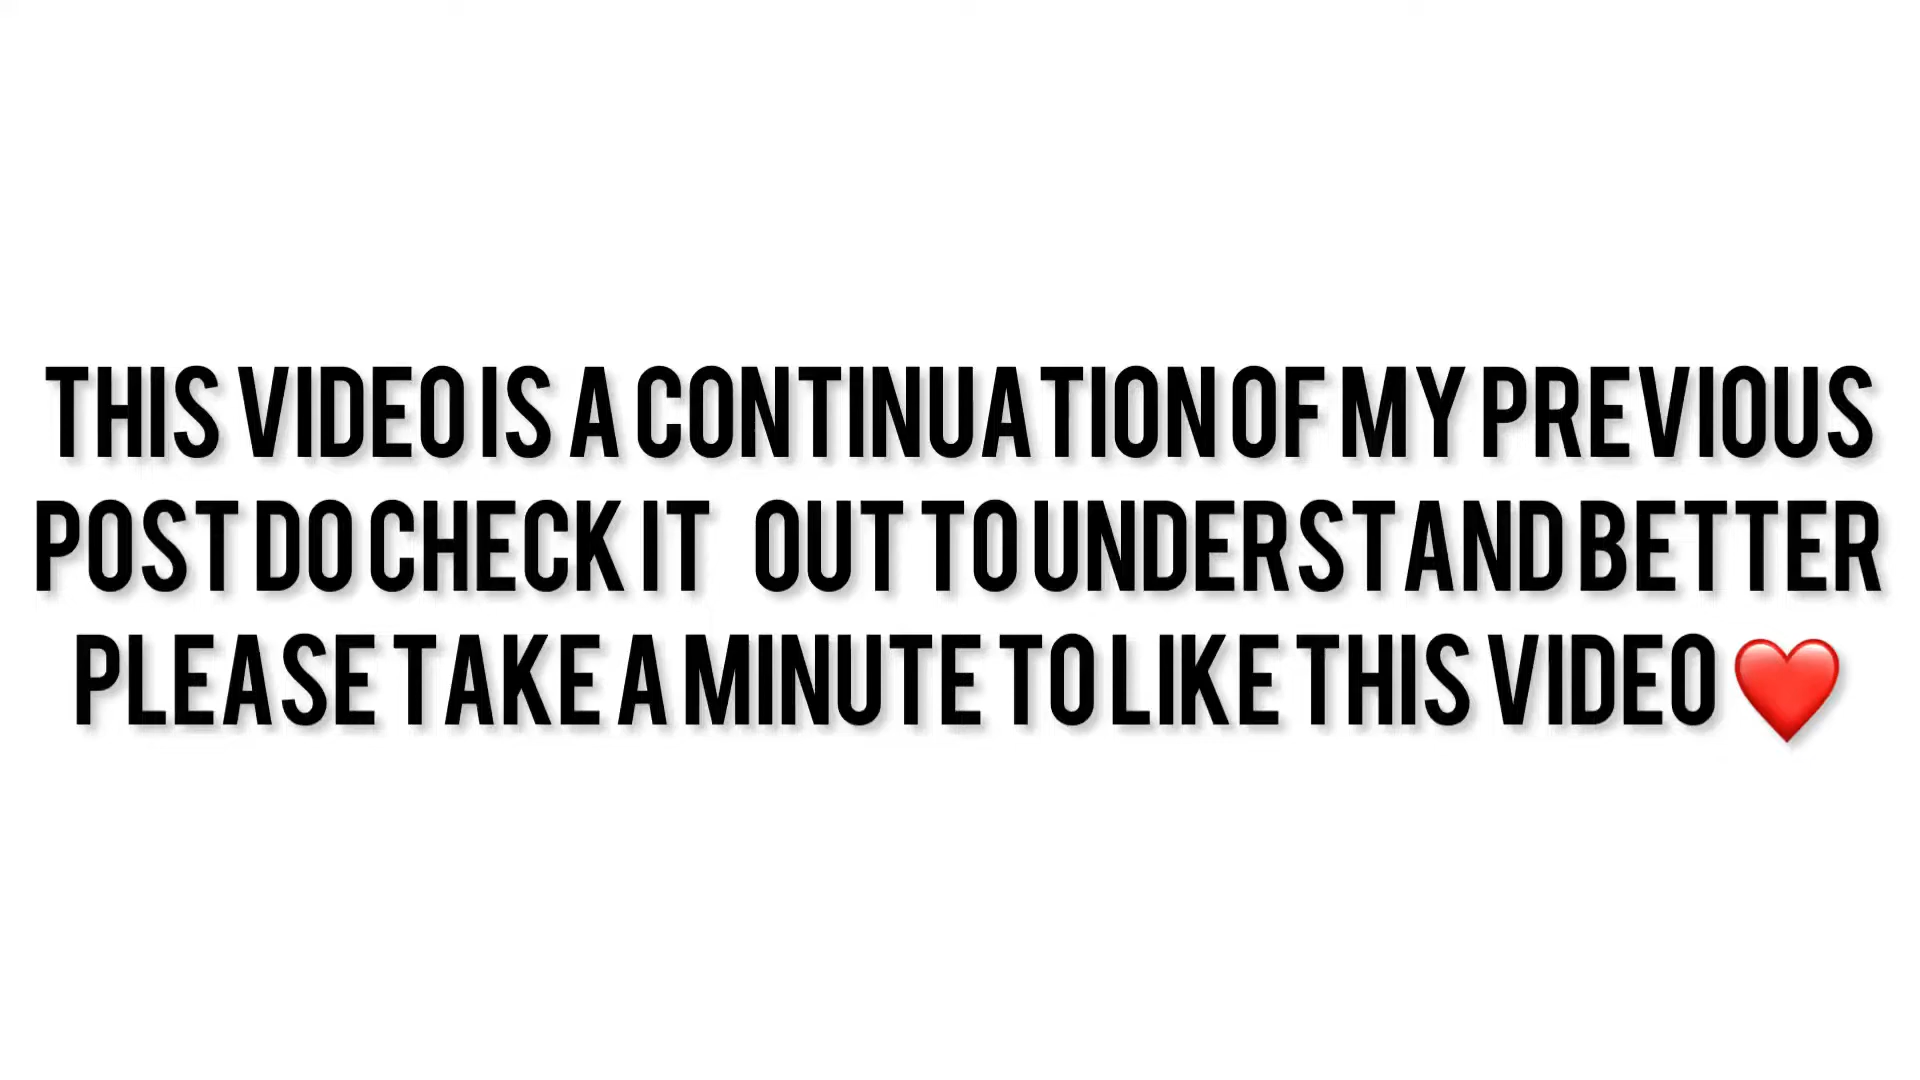 THIS VIDEO IS A CONTINUATION OF MY PREVIOUS
POST DO CHECK IT OUT TO UNDERSTAND BETTER
PLEASE TAKE A MINUTE TO LIKE THIS VIDEO ❤️